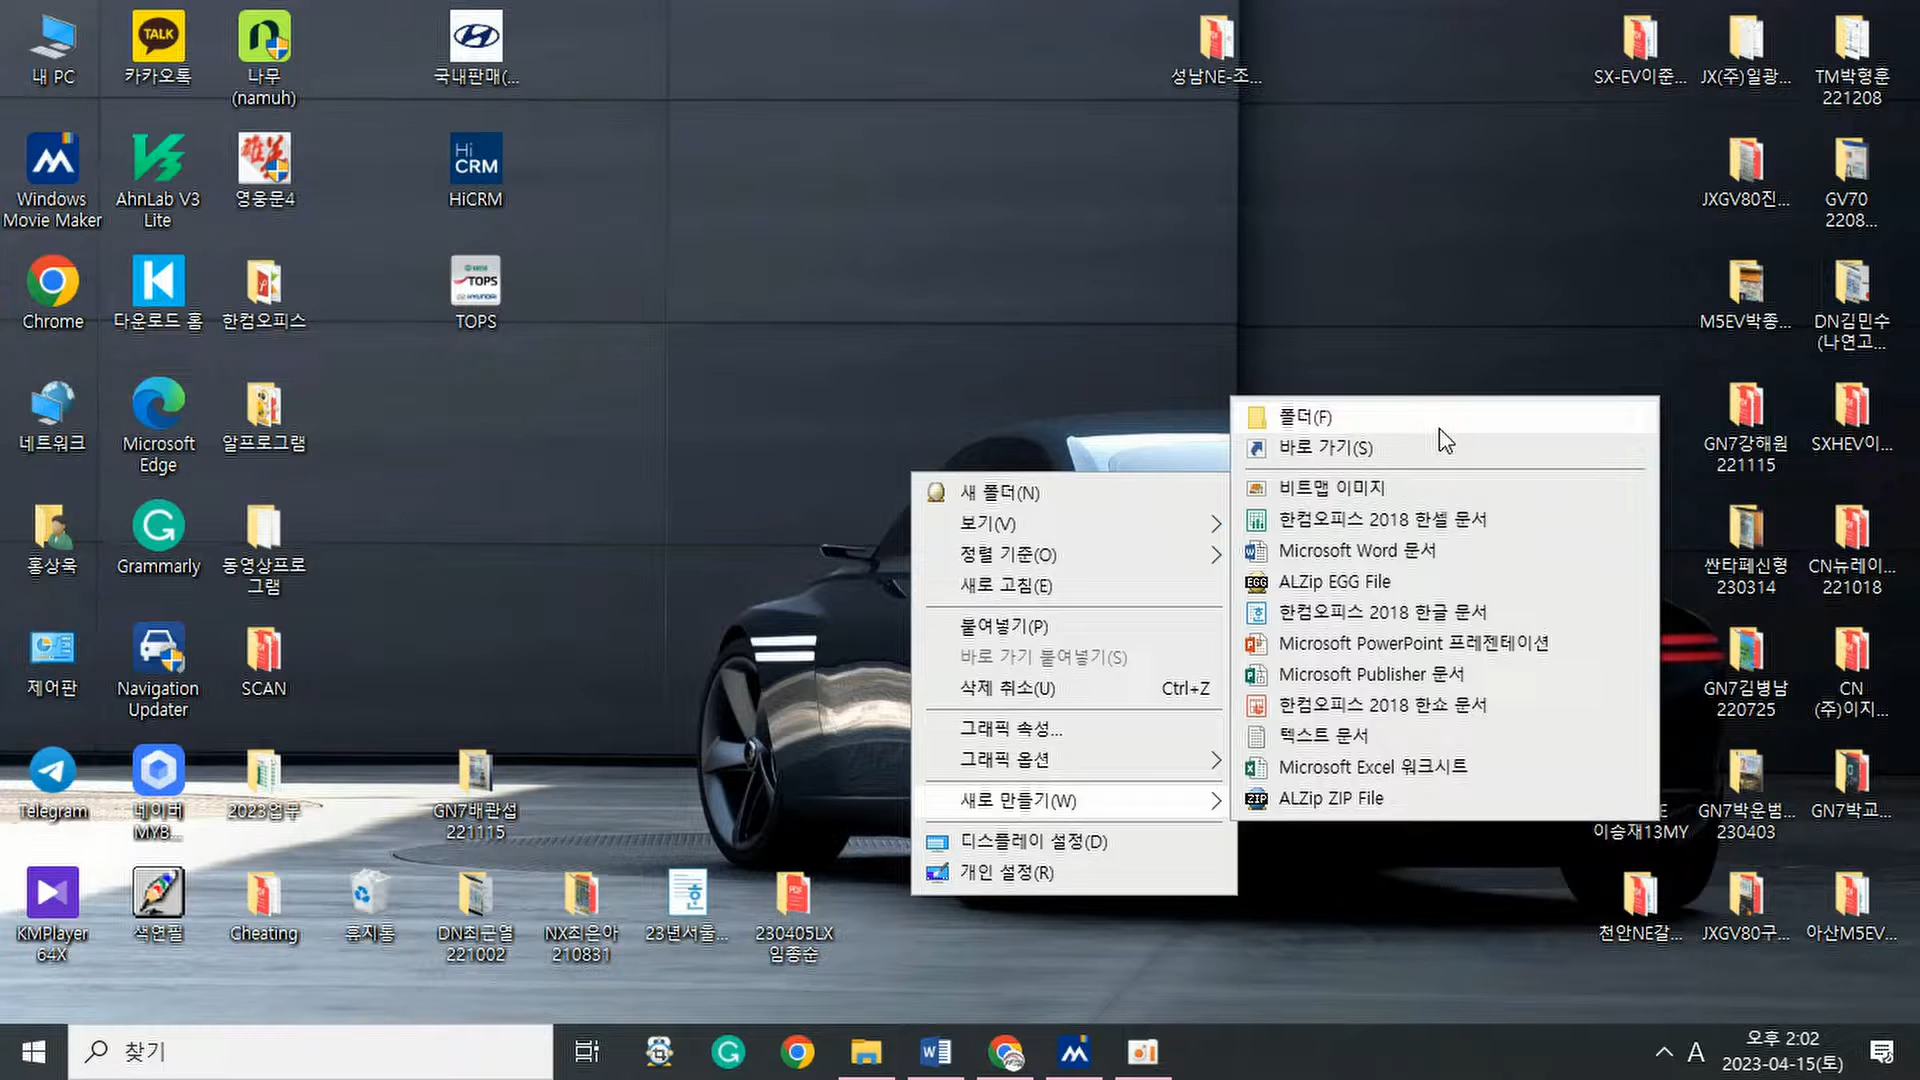 내 PC
TALK
카카오톡
나무
(namuh)
국내판매(...
성남NE-조...
SX-EV이준...
JX(주)일광...
TM박형훈
221208
Windows
Movie Maker
AhnLab V3
Lite
영웅문4
Hi
CRM
HiCRM
JXGV80진...
GV70
2208...
Chrome
다운로드 홈
한컴오피스
TOPS
HYUNDAI
TOPS
M5EV박종...
DN김민수
(나연고...
네트워크
Microsoft
Edge
알프로그램
GN7강해원
221115
SXHEV이...
홍상욱
Grammarly
동영상프로
그램
싼타페신형
230314
CN뉴레이...
221018
제어판
Navigation
Updater
SCAN
GN7김병남
220725
CN
(주)이지...
Telegram
네이버
MYB...
2023업무
GN7배관섭
221115
이승재13MY
GN7박운범...
230403
GN7박교...
KMPlayer
64X
색연필
Cheating
휴지통
DN최근열
221002
NX최은아
210831
23년서울...
PDF
230405LX
임종순
천안NE갈...
JXGV80구...
아산M5EV...
새 폴더(N)
보기(V)
정렬 기준(O)
새로 고침(E)
붙여넣기(P)
바로 가기 붙여넣기(S)
삭제 취소(U) Ctrl+Z
그래픽 속성...
그래픽 옵션
새로 만들기(W)
디스플레이 설정(D)
개인 설정(R)
폴더(F)
바로 가기(S)
비트맵 이미지
한컴오피스 2018 한셀 문서
Microsoft Word 문서
EGG ALZip EGG File
한컴오피스 2018 한글 문서
Microsoft PowerPoint 프레젠테이션
Microsoft Publisher 문서
한컴오피스 2018 한쇼 문서
텍스트 문서
Microsoft Excel 워크시트
ZIP ALZip ZIP File
찾기
A
오후 2:02
2023-04-15(토)